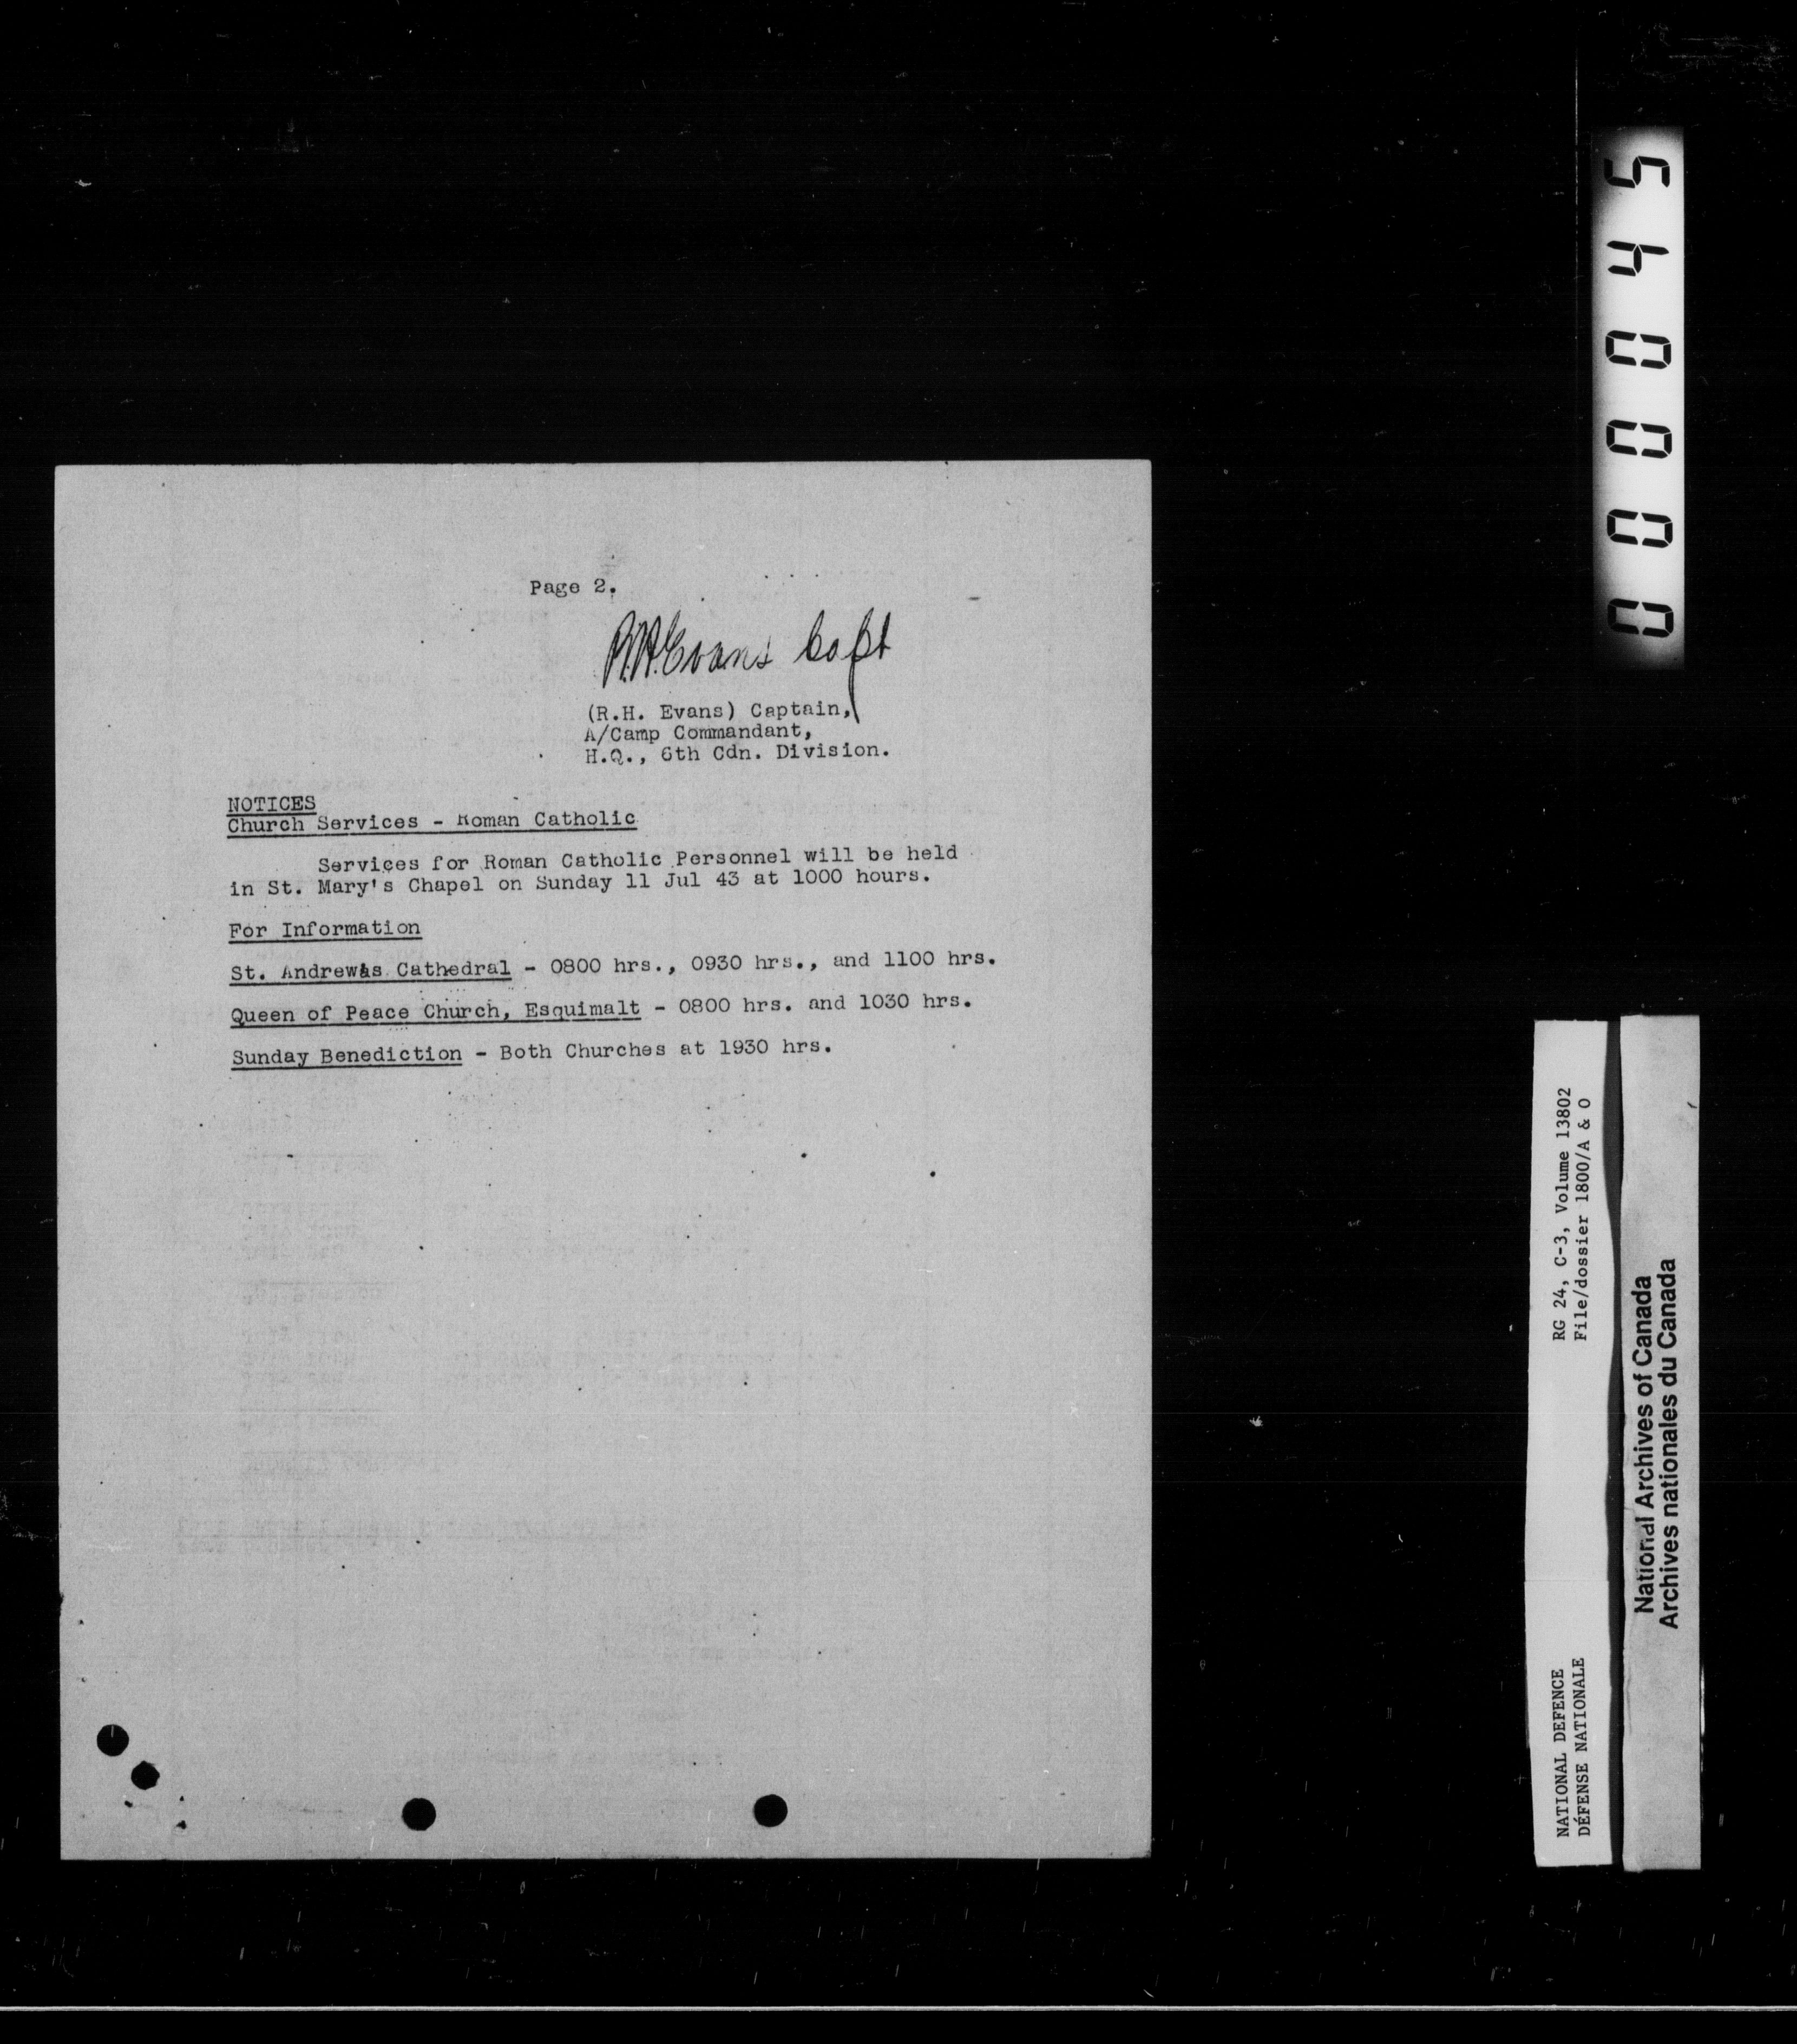 Page 2.
R.H.Evans Capt
(R.H. Evans) Captain,
A/Camp Commandant,
H.Q., 6th Cdn. Division.
NOTICES
Church Services - Roman Catholic
Services for Roman Catholic Personnel will be held
in St. Mary's Chapel on Sunday 11 Jul 43 at 1000 hours.
For Information
St. Andrew's Cathedral - 0800 hrs., 0930 hrs., and 1100 hrs.
Queen of Peace Church, Esquimalt - 0800 hrs. and 1030 hrs.
Sunday Benediction - Both Churches at 1930 hrs.
000045
RG 24, C-3, Volume 13802
File/dossier 1800/A & O
NATIONAL DEFENCE
DÉFENSE NATIONALE
National Archives of Canada
Archives nationales du Canada